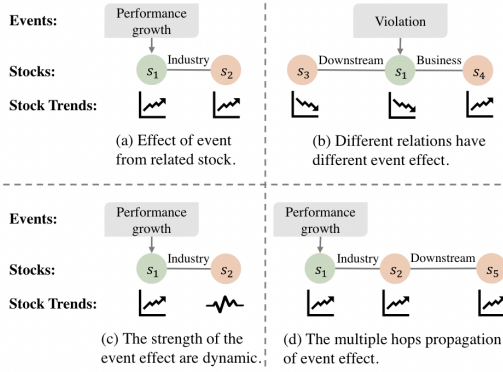 Events:
Performance
growth
Violation
Industry
Downstream
Business
Stocks:
s1
s2
s3
s1
s4
Stock Trends:
(a) Effect of event
from related stock.
(b) Different relations have
different event effect.
Events:
Performance
growth
Performance
growth
Industry
Industry
Downstream
Stocks:
s1
s2
s1
s2
s5
Stock Trends:
(c) The strength of the
event effect are dynamic.
(d) The multiple hops propagation
of event effect.